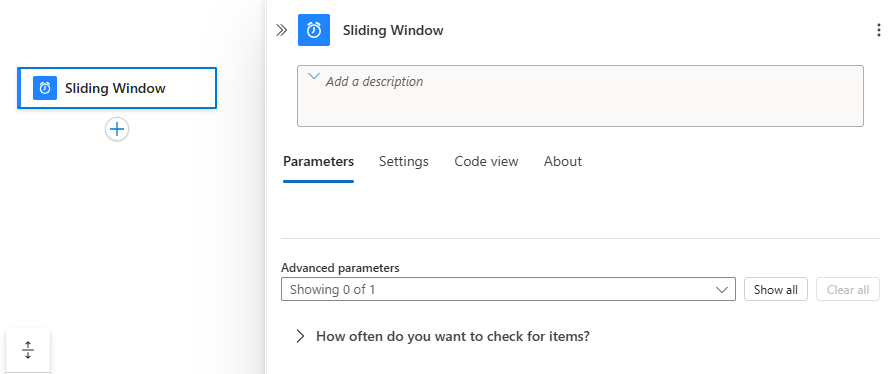 Sliding Window
Sliding Window
Add a description
Parameters Settings Code view About
Advanced parameters
Showing 0 of 1
Show all
Clear all
How often do you want to check for items?